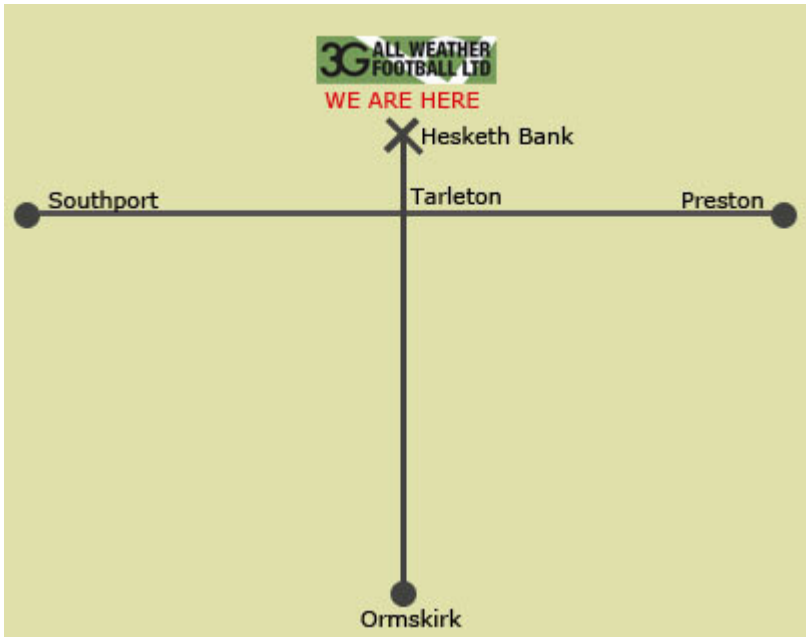 3G ALL WEATHER
FOOTBALL LTD
WE ARE HERE
Hesketh Bank
Tarleton
Southport
Preston
Ormskirk